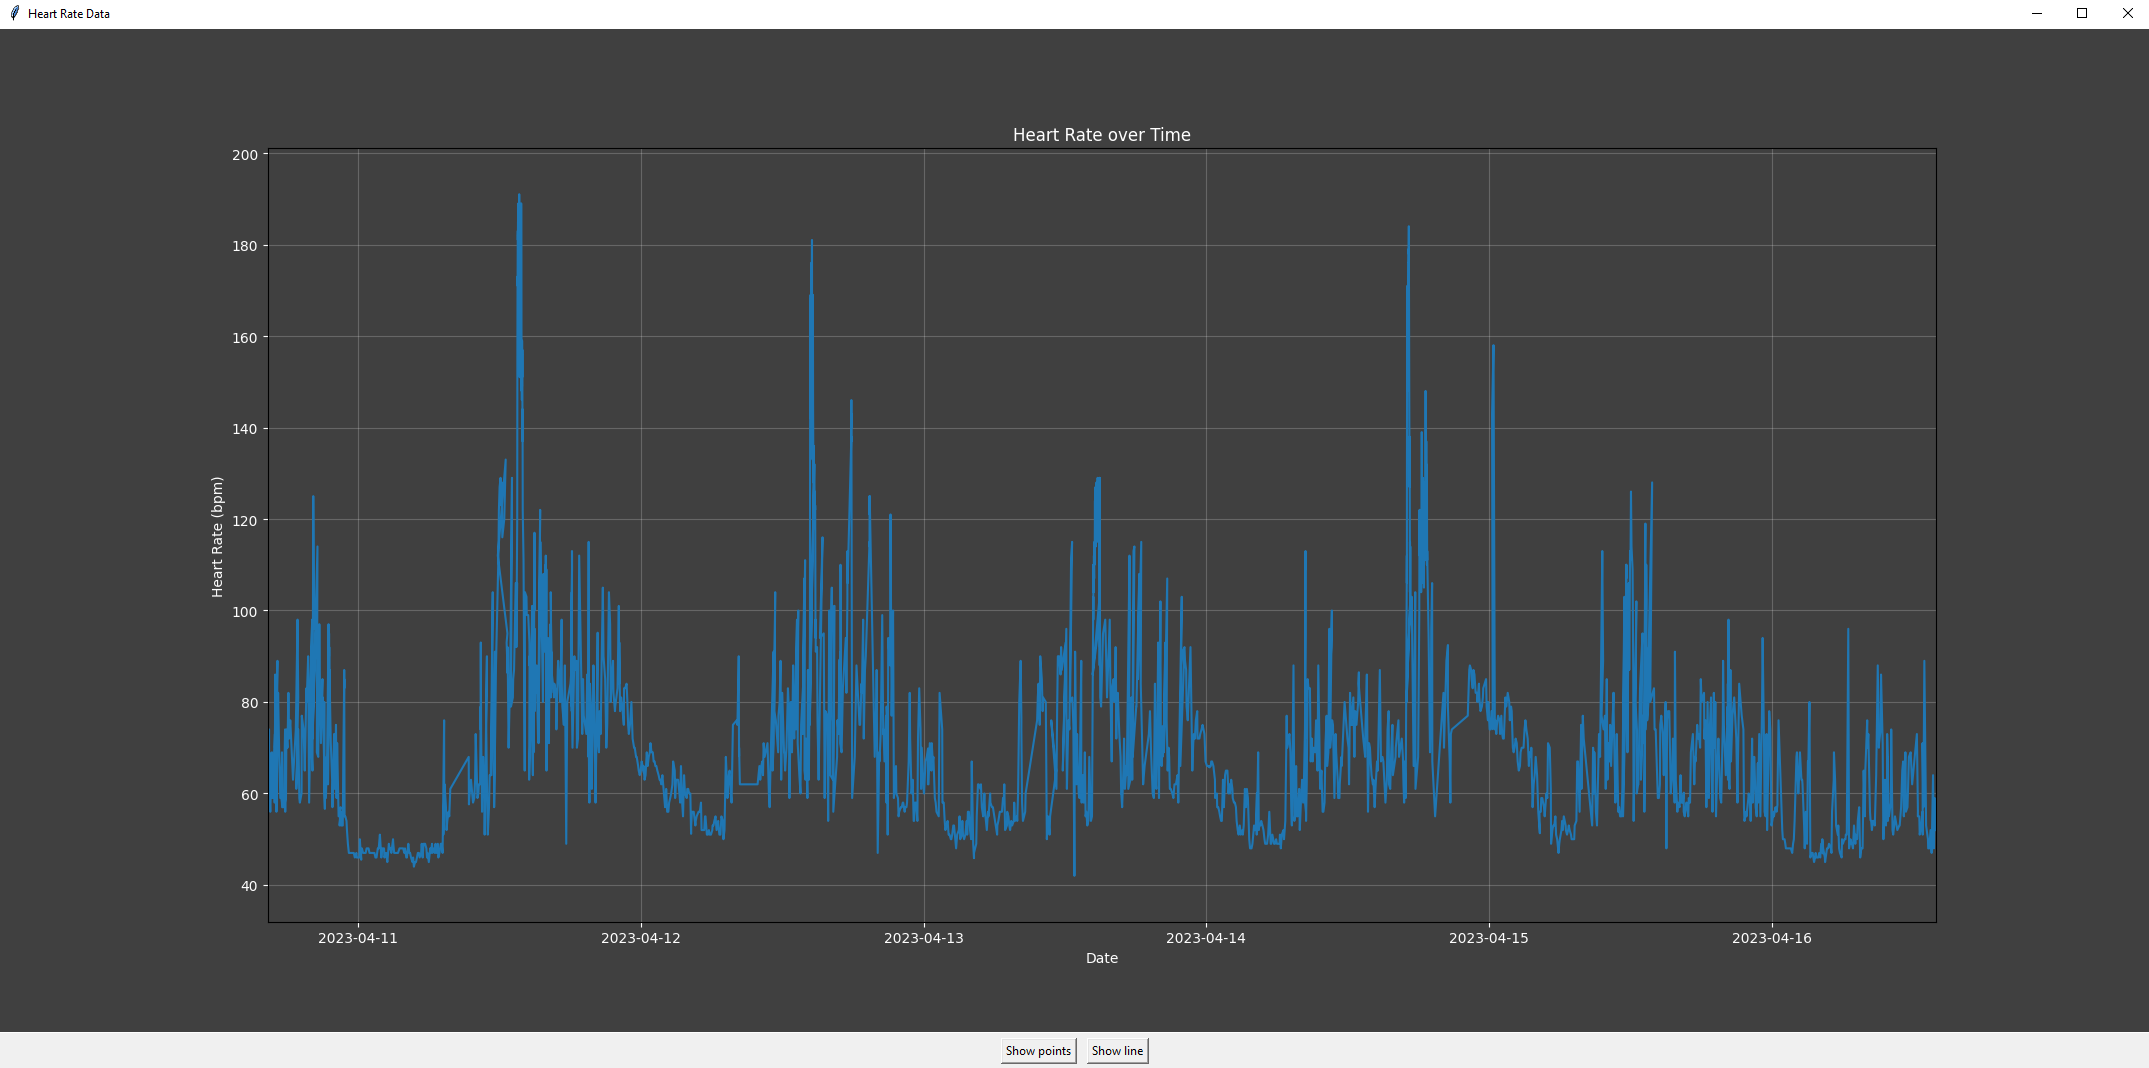 Heart Rate Data
Heart Rate over Time
200
180
160
140
120
100
80
60
40
Heart Rate (bpm)
2023-04-11 2023-04-12 2023-04-13 2023-04-14 2023-04-15 2023-04-16
Date
Show points Show line